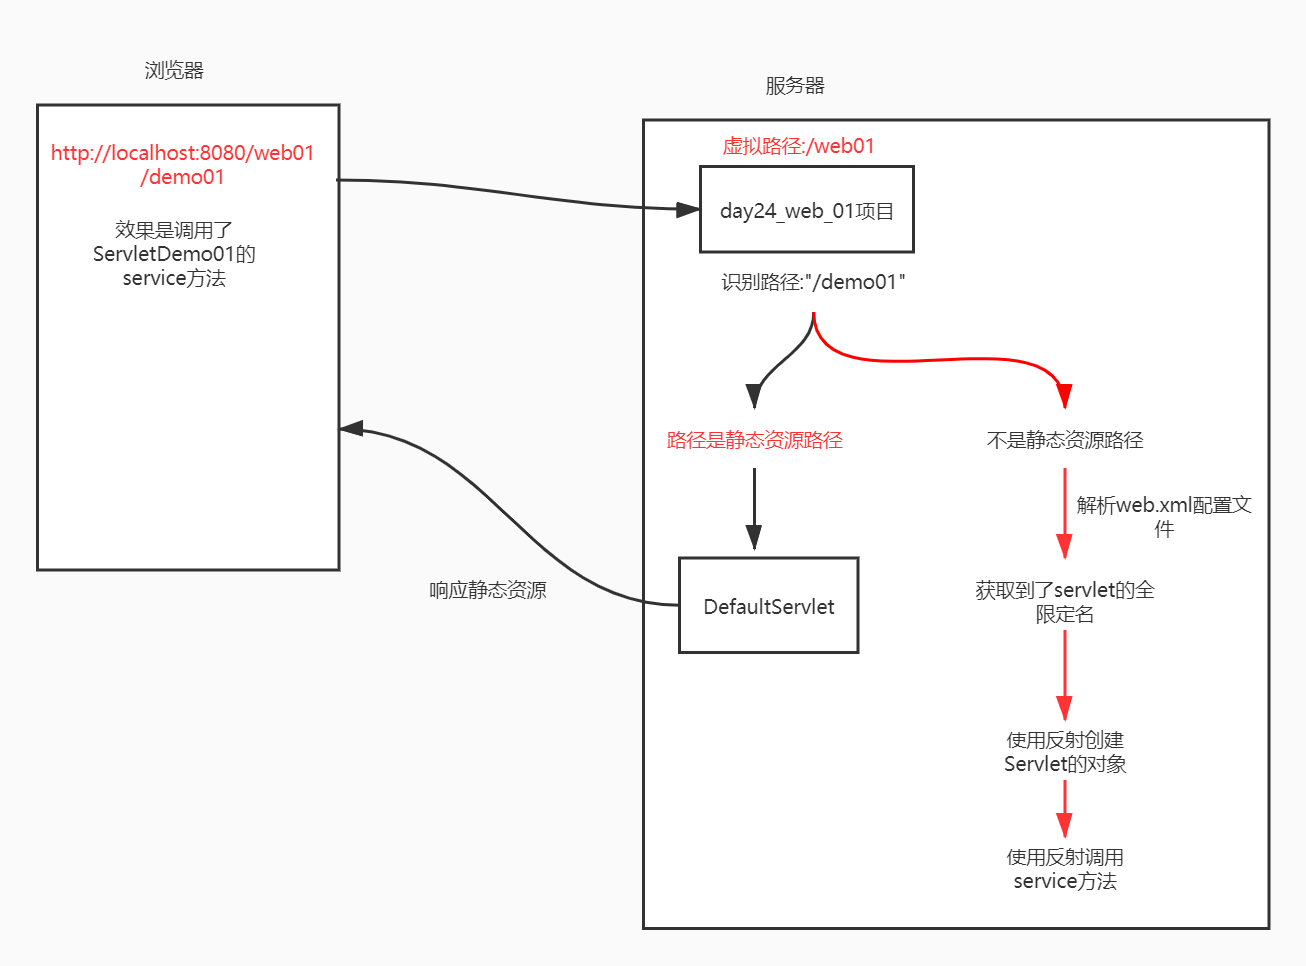 浏览器
http://localhost:8080/web01
/demo01
效果是调用了
ServletDemo01的
service方法
服务器
虚拟路径:/web01
day24_web_01项目
识别路径:"/demo01"
路径是静态资源路径
不是静态资源路径
解析web.xml配置文
件
DefaultServlet
响应静态资源
获取到了servlet的全
限定名
使用反射创建
Servlet的对象
使用反射调用
service方法